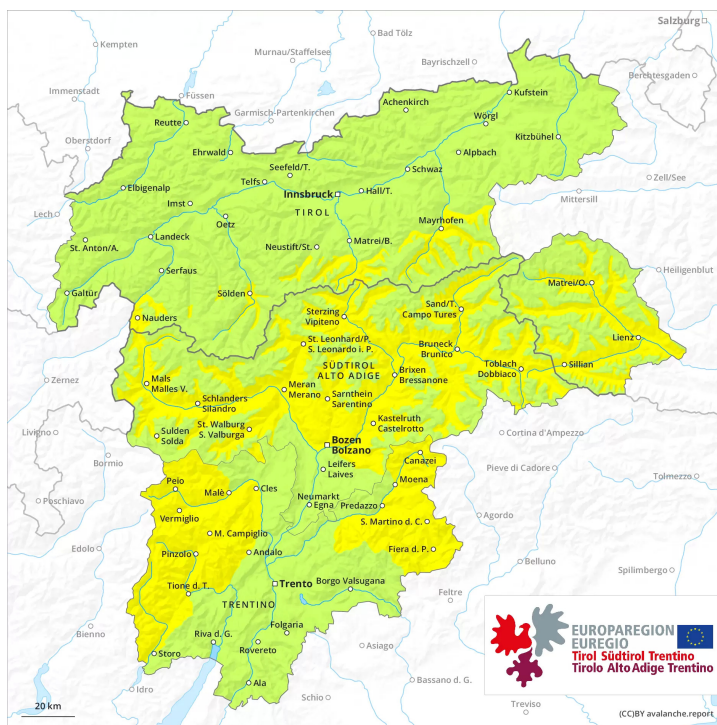 Salzburg
Kempten
Bad Tölz
Murnau/Staffelsee
Bayrischzell
Berchtesgaden
Immenstadt
Füssen
Garmisch-Partenkirchen
Achenkirch
Kufstein
Wörgl
Reutte
Oberstdorf
Ehrwald
Kitzbühel
Alpbach
Seefeld/T.
Schwaz
Telfs
Zell/See
Elbigenalp
Innsbruck
Hall/T.
Mittersill
Imst
TIROL
Lech
Oetz
Mayrhofen
St. Anton/A.
Landeck
Neustift/St.
Matrei/B.
Serfaus
Heiligenblut
Matrei/O.
Galtür
Sölden
Sand/T.
Campo Tures
Nauders
Sterzing
Vipiteno
Lienz
St. Leonhard/P.
S. Leonardo i. P.
Bruneck
Brunico
Sillian
Toblach
Dobbiaco
SÜDTIROL
ALTO ADIGE
Brixen
Bressanone
Zernez
Mals
Malles V.
Meran
Merano
Schlanders
Silandro
Sarnthein
Sarentino
St. Walburg
S. Valburga
Kastelruth
Castelrotto
Livigno
Sulden
Solda
Cortina d'Ampezzo
Bozen
Bolzano
Bormio
Canazei
Leifers
Laives
Pieve di Cadore
Tolmezzo
Moena
Poschiavo
Peio
Malè
Cles
Neumarkt
Egna
Predazzo
Agordo
Vermiglio
S. Martino d. C.
M. Campiglio
Edolo
Pinzolo
Andalo
Fiera d. P.
Belluno
Spilimbergo
Trento
Borgo Valsugana
Tione d. T.
Feltre
TRENTINO
Bienno
Riva d. G.
Folgaria
Rovereto
Asiago
Storo
Bassano d. G.
Idro
Ala
Schio
Treviso
EUROPAREGION
EUREGIO
Tirol Südtirol Trentino
Tirolo Alto Adige Trentino
20 km
(CC)BY avalanche.report